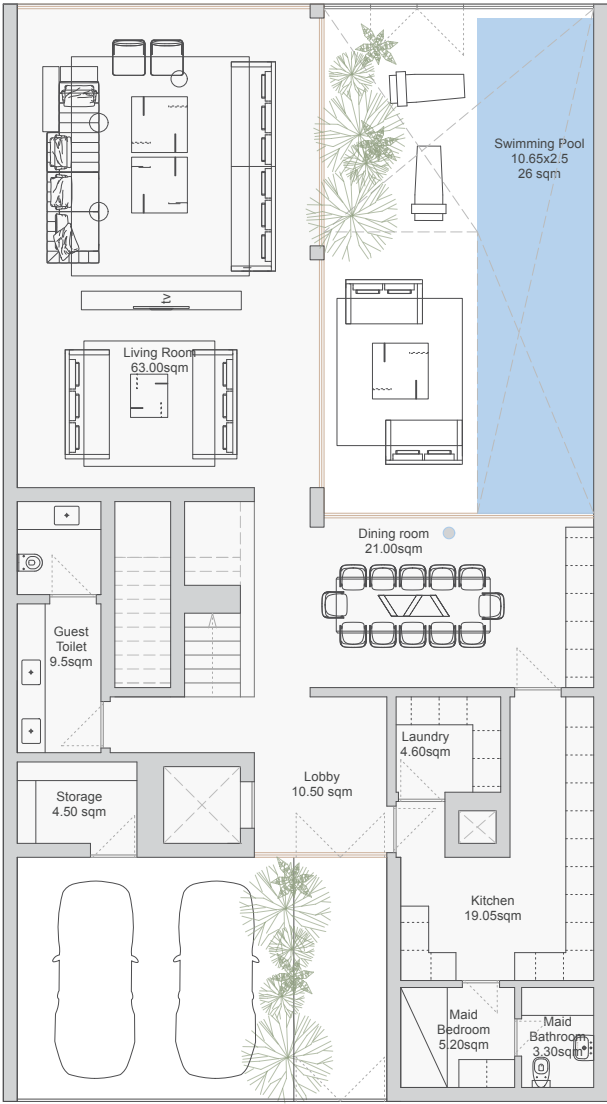 Swimming Pool
10.65x2.5
26 sqm
tv
Living Room
63.00sqm
Dining room
21.00sqm
Guest
Toilet
9.5sqm
Laundry
4.60sqm
Lobby
10.50 sqm
Storage
4.50 sqm
Kitchen
19.05sqm
Maid
Bedroom
5.20sqm
Maid
Bathroom
3.30sqm